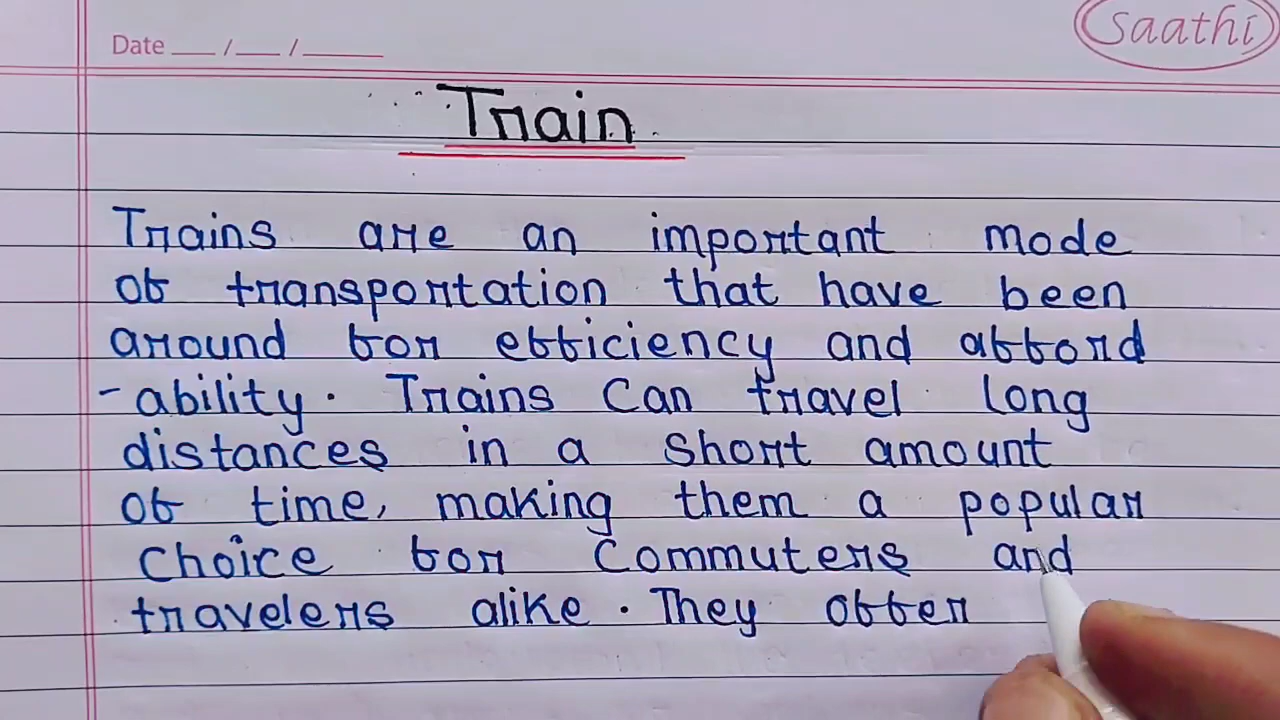 Date ___ / ___ / _____
Saathi
Train
Trains are an important mode
of transportation that have been
around for efficiency and afford
-ability. Trains Can travel long
distances in a short amount
of time, making them a popular
Choice for Commuters and
travelers alike. They offer